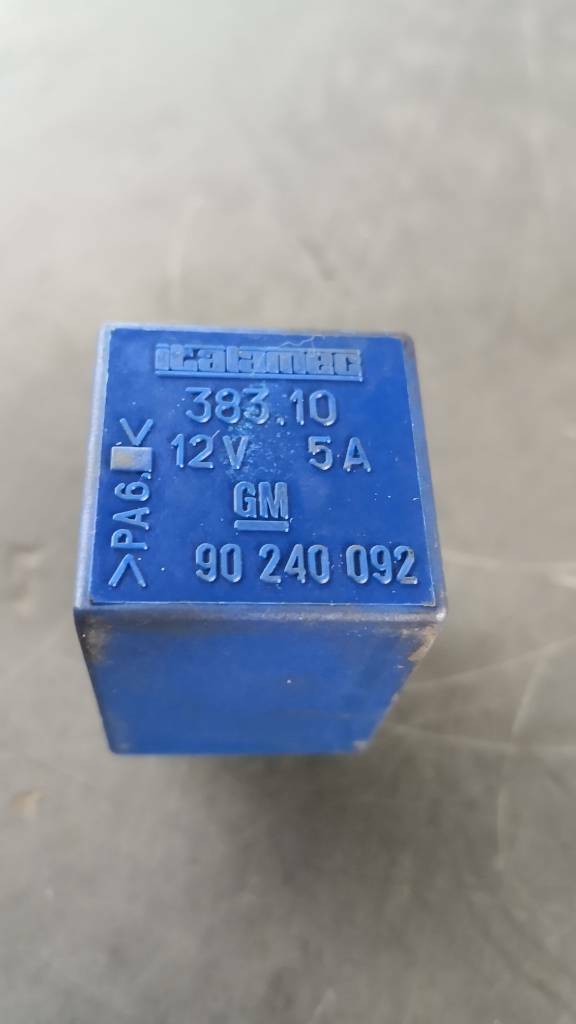 italamec
383.10
12V 5A
GM
90 240 092
>PA6.